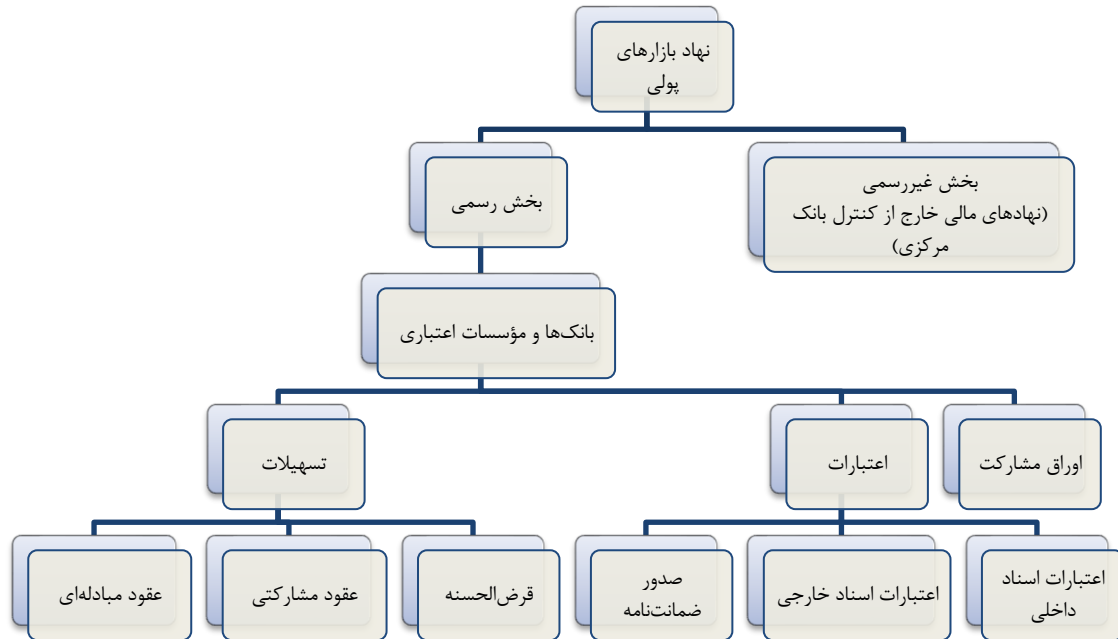 نهاد بازارهای
پولی
بخش غیررسمی
(نهادهای مالی خارج از کنترل بانک
مرکزی)
بخش رسمی
بانک‌ها و مؤسسات اعتباری
اوراق مشارکت
اعتبارات
تسهیلات
اعتبارات اسناد
داخلی
اعتبارات اسناد خارجی
صدور
ضمانت‌نامه
قرض‌الحسنه
عقود مشارکتی
عقود مبادله‌ای